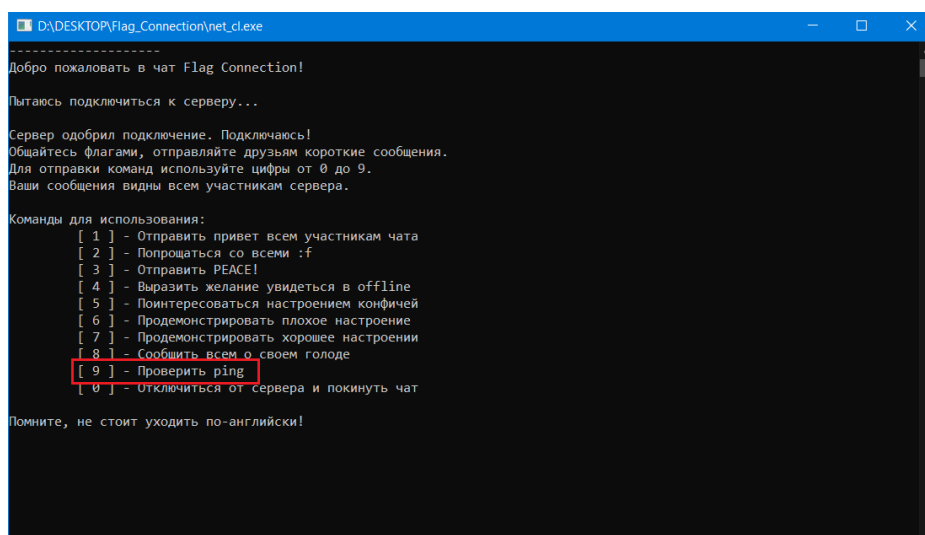 D:\DESKTOP\Flag_Connection\net_cl.exe
--------------------
Добро пожаловать в чат Flag Connection!
Пытаюсь подключиться к серверу...
Сервер одобрил подключение. Подключаюсь!
Общайтесь флагами, отправляйте друзьям короткие сообщения.
Для отправки команд используйте цифры от 0 до 9.
Ваши сообщения видны всем участникам сервера.
Команды для использования:
[ 1 ] - Отправить привет всем участникам чата
[ 2 ] - Попрощаться со всеми :f
[ 3 ] - Отправить PEACE!
[ 4 ] - Выразить желание увидеться в offline
[ 5 ] - Поинтересоваться настроением конфичей
[ 6 ] - Продемонстрировать плохое настроение
[ 7 ] - Продемонстрировать хорошее настроении
[ 8 ] - Сообщить всем о своем голоде
[ 9 ] - Проверить ping
[ 0 ] - Отключиться от сервера и покинуть чат
Помните, не стоит уходить по-английски!